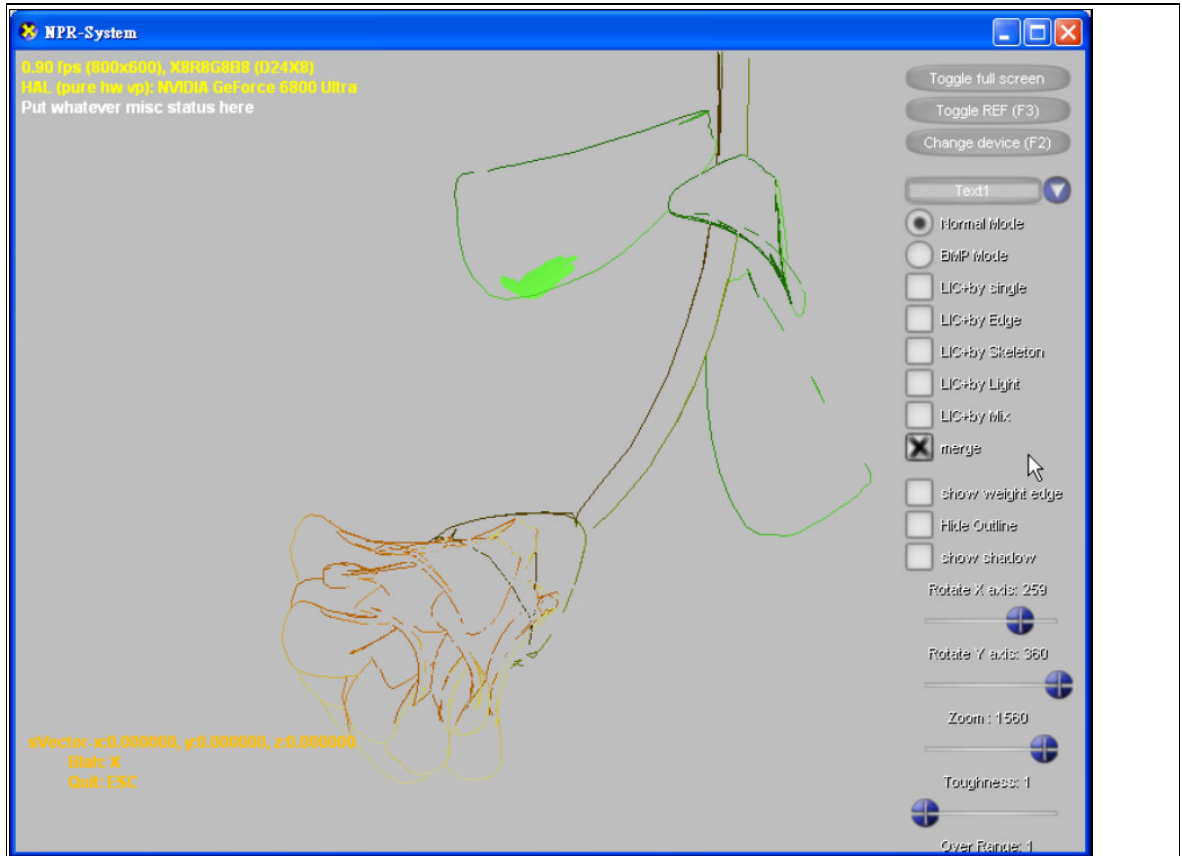 NPR-System
0.90 fps (800x600), X8R8G8B8 (D24X8)
HAL (pure hw vp): NVIDIA GeForce 6800 Ultra
Put whatever misc status here
Toggle full screen
Toggle REF (F3)
Change device (F2)
Text1
Normal Mode
BMP Mode
LIC+by single
LIC+by Edge
LIC+by Skeleton
LIC+by Light
LIC+by Mix
merge
show weight edge
Hide Outline
show shadow
Rotate X axis: 259
Rotate Y axis: 360
Zoom : 1560
Toughness: 1
Over Range: 1
x:0.000000, y:0.000000, z:0.000000
Blah: X
Quit: ESC